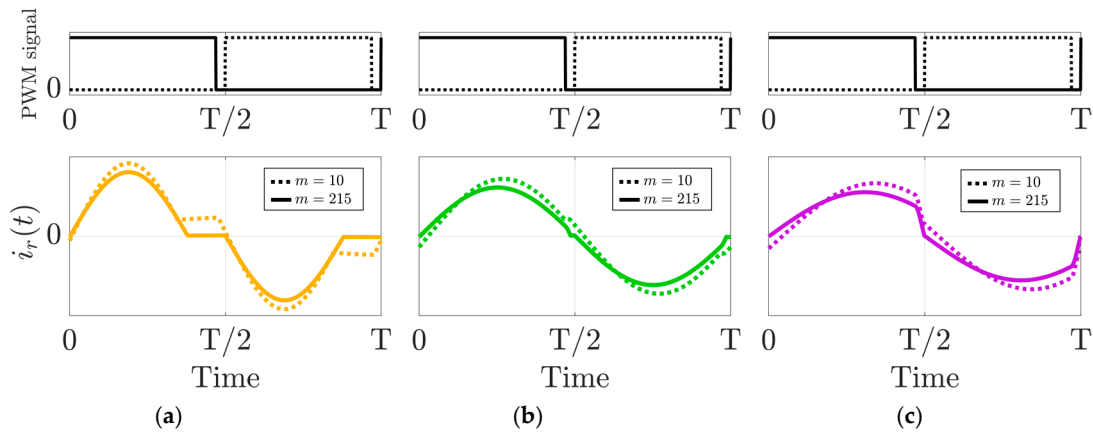 PWM signal
0
0 T/2 T
0 T/2 T
0 T/2 T
i_r(t)
0
m = 10
m = 215
m = 10
m = 215
m = 10
m = 215
0 T/2 T
0 T/2 T
0 T/2 T
Time
Time
Time
(a)
(b)
(c)